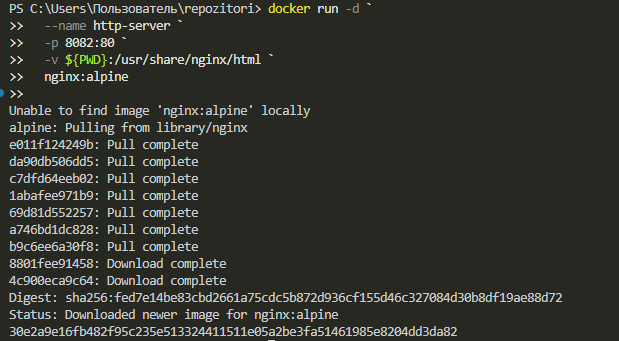 PS C:\Users\Пользователь\repozitori> docker run -d `
>>   --name http-server `
>>   -p 8082:80 `
>>   -v ${PWD}:/usr/share/nginx/html `
>>   nginx:alpine
>>
Unable to find image 'nginx:alpine' locally
alpine: Pulling from library/nginx
e011f124249b: Pull complete
da90db506dd5: Pull complete
c7dfd64eeb02: Pull complete
1abafee971b9: Pull complete
69d81d552257: Pull complete
a746bd1dc828: Pull complete
b9c6ee6a30f8: Pull complete
8801fee91458: Download complete
4c900eca9c64: Download complete
Digest: sha256:fed7e14be83cbd2661a75cdc5b872d936cf155d46c327084d30b8df19ae88d72
Status: Downloaded newer image for nginx:alpine
30e2a9e16fb482f95c235e513324411511e05a2be3fa51461985e8204dd3da82